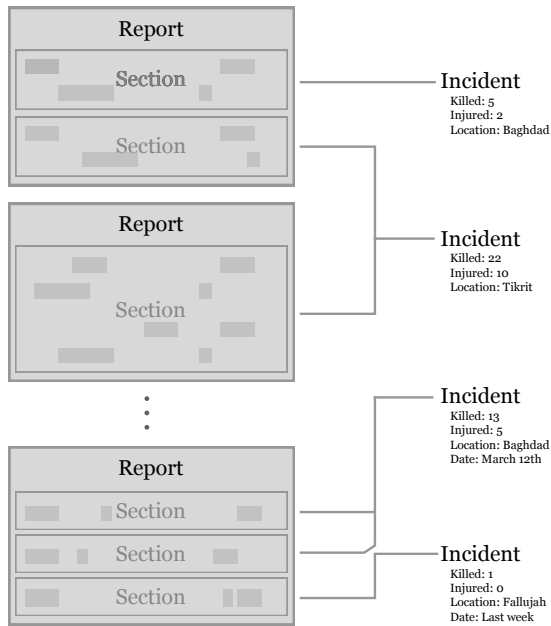 Report
Section
Section
Incident
Killed: 5
Injured: 2
Location: Baghdad
Report
Section
Incident
Killed: 22
Injured: 10
Location: Tikrit
Incident
Killed: 13
Injured: 5
Location: Baghdad
Date: March 12th
Report
Section
Section
Section
Incident
Killed: 1
Injured: 0
Location: Fallujah
Date: Last week